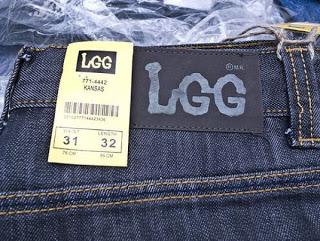 LGG
771-4442
KANSAS
WAIST
31
LENGTH
32
LGG
®M.R.